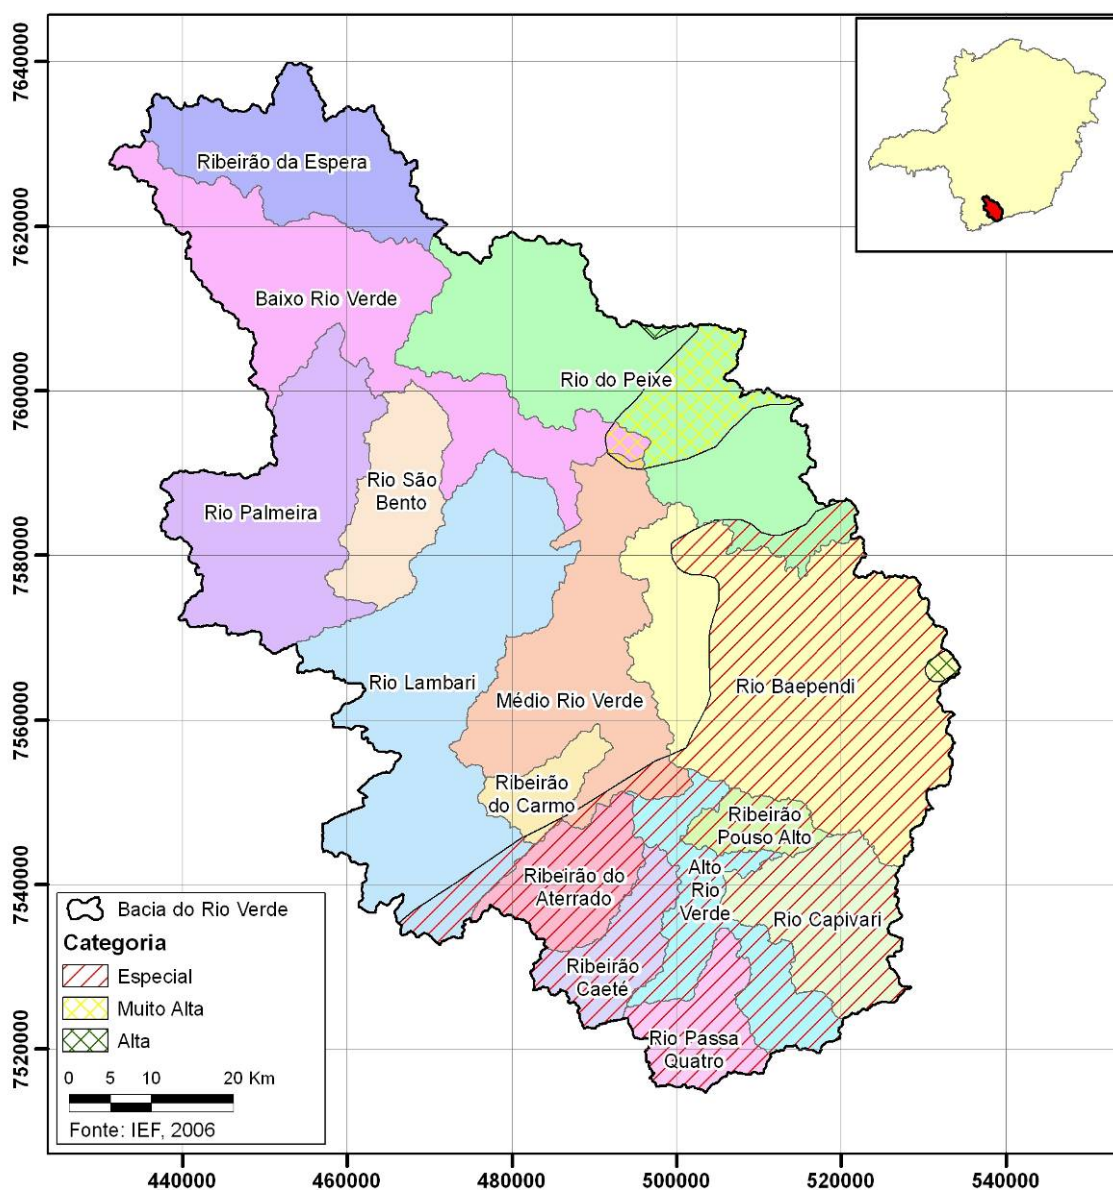 7640000
7620000
7600000
7580000
7560000
7540000
7520000
Ribeirão da Espera
Baixo Rio Verde
Rio do Peixe
Rio São
Bento
Rio Palmeira
Rio Lambari
Médio Rio Verde
Rio Baependi
Ribeirão
do Carmo
Ribeirão
Pouso Alto
Ribeirão do
Aterrado
Alto
Rio
Verde
Rio Capivari
Ribeirão
Caeté
Rio Passa
Quatro
Bacia do Rio Verde
Categoria
Especial
Muito Alta
Alta
0 5 10 20 Km
Fonte: IEF, 2006
440000 460000 480000 500000 520000 540000